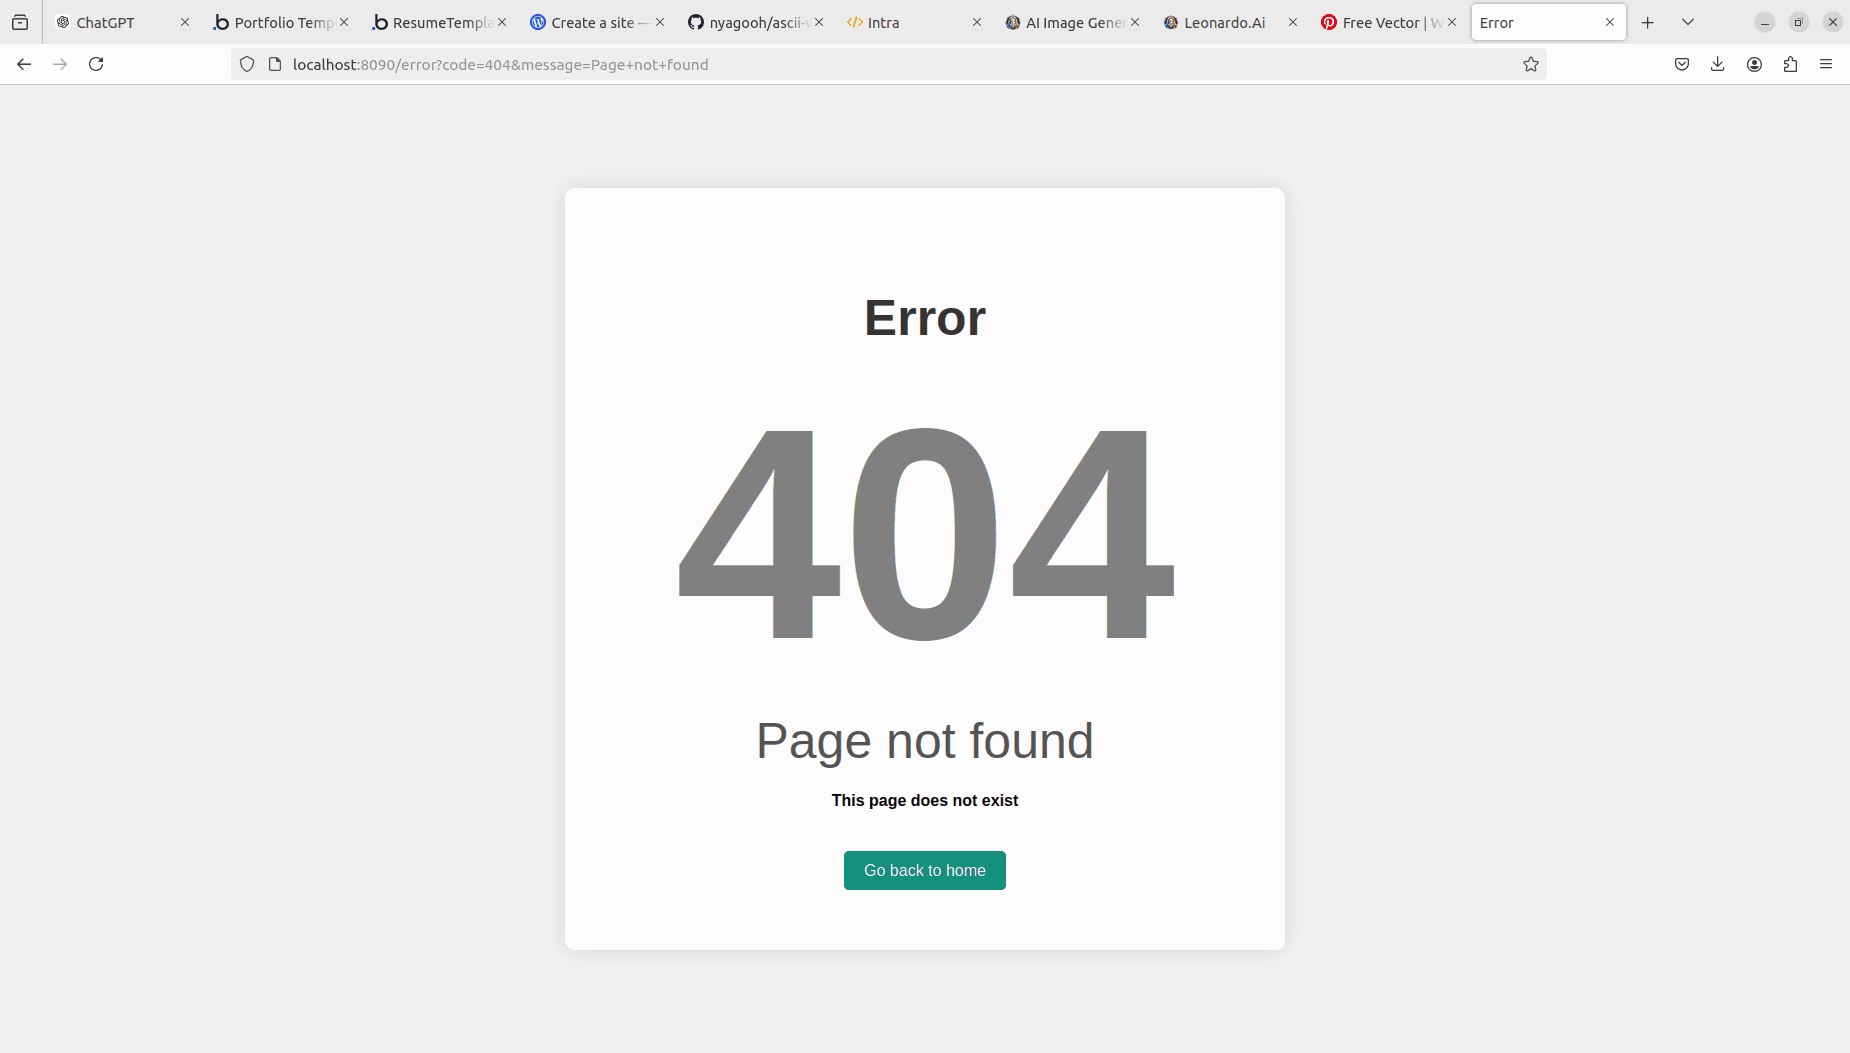 ChatGPT
Portfolio Temp
ResumeTempla
Create a site —
nyagooh/ascii-w
Intra
AI Image Gener
Leonardo.Ai
Free Vector | W
Error
localhost:8090/error?code=404&message=Page+not+found
Error
404
Page not found
This page does not exist
Go back to home